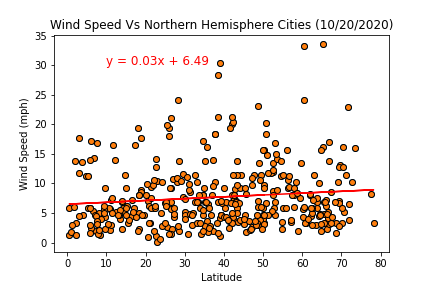 Wind Speed Vs Northern Hemisphere Cities (10/20/2020)
y = 0.03x + 6.49
Wind Speed (mph)
35
30
25
20
15
10
5
0
0 10 20 30 40 50 60 70 80
Latitude